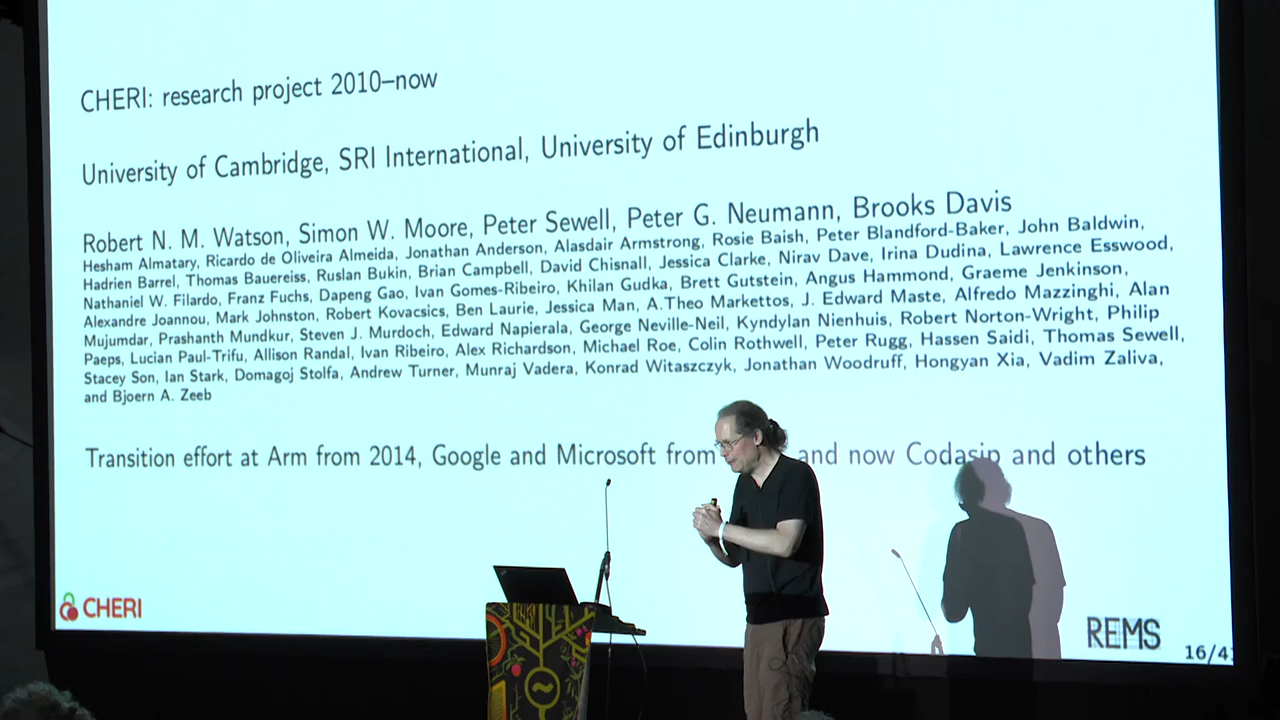 CHERI: research project 2010–now
University of Cambridge, SRI International, University of Edinburgh
Robert N. M. Watson, Simon W. Moore, Peter Sewell, Peter G. Neumann, Brooks Davis
Hesham Almatary, Ricardo de Oliveira Almeida, Jonathan Anderson, Alasdair Armstrong, Rosie Baish, Peter Blandford-Baker, John Baldwin,
Hadrien Barrel, Thomas Bauereiss, Ruslan Bukin, Brian Campbell, David Chisnall, Jessica Clarke, Nirav Dave, Irina Dudina, Lawrence Esswood,
Nathaniel W. Filardo, Franz Fuchs, Dapeng Gao, Ivan Gomes-Ribeiro, Khilan Gudka, Brett Gutstein, Angus Hammond, Graeme Jenkinson,
Alexandre Joannou, Mark Johnston, Robert Kovacsics, Ben Laurie, Jessica Man, A.Theo Markettos, J. Edward Maste, Alfredo Mazzinghi, Alan
Mujumdar, Prashanth Mundkur, Steven J. Murdoch, Edward Napierala, George Neville-Neil, Kyndylan Nienhuis, Robert Norton-Wright, Philip
Paeps, Lucian Paul-Trifu, Allison Randal, Ivan Ribeiro, Alex Richardson, Michael Roe, Colin Rothwell, Peter Rugg, Hassen Saidi, Thomas Sewell,
Stacey Son, Ian Stark, Domagoj Stolfa, Andrew Turner, Munraj Vadera, Konrad Witaszczyk, Jonathan Woodruff, Hongyan Xia, Vadim Zaliva,
and Bjoern A. Zeeb
Transition effort at Arm from 2014, Google and Microsoft from and now Codasip and others
CHERI
REMS
16/4